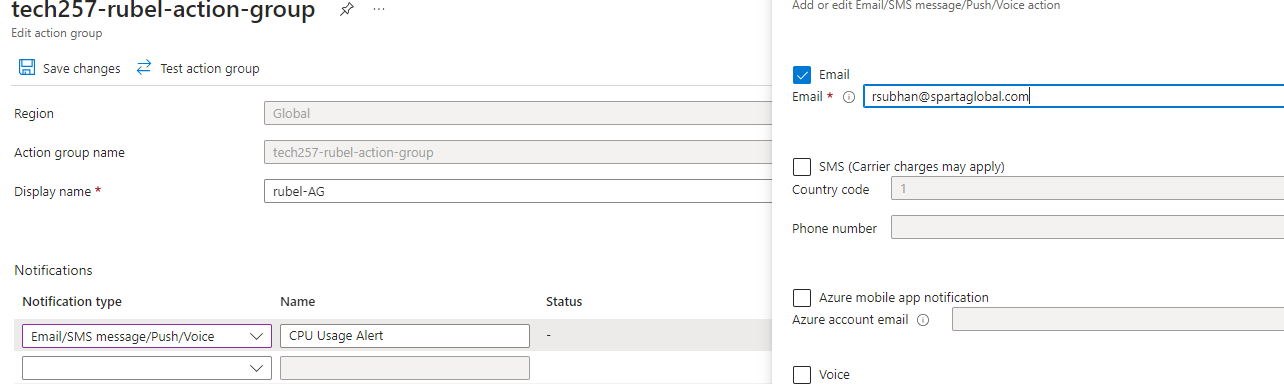 tech257-rubel-action-group
...
Edit action group
Save changes
Test action group
Region
Global
Action group name
tech257-rubel-action-group
Display name *
rubel-AG
Notifications
Notification type
Name
Status
Email/SMS message/Push/Voice
CPU Usage Alert
-
Add or edit Email/SMS message/Push/Voice action
Email
Email *
rsubhan@spartaglobal.com
SMS (Carrier charges may apply)
Country code
1
Phone number
Azure mobile app notification
Azure account email
Voice